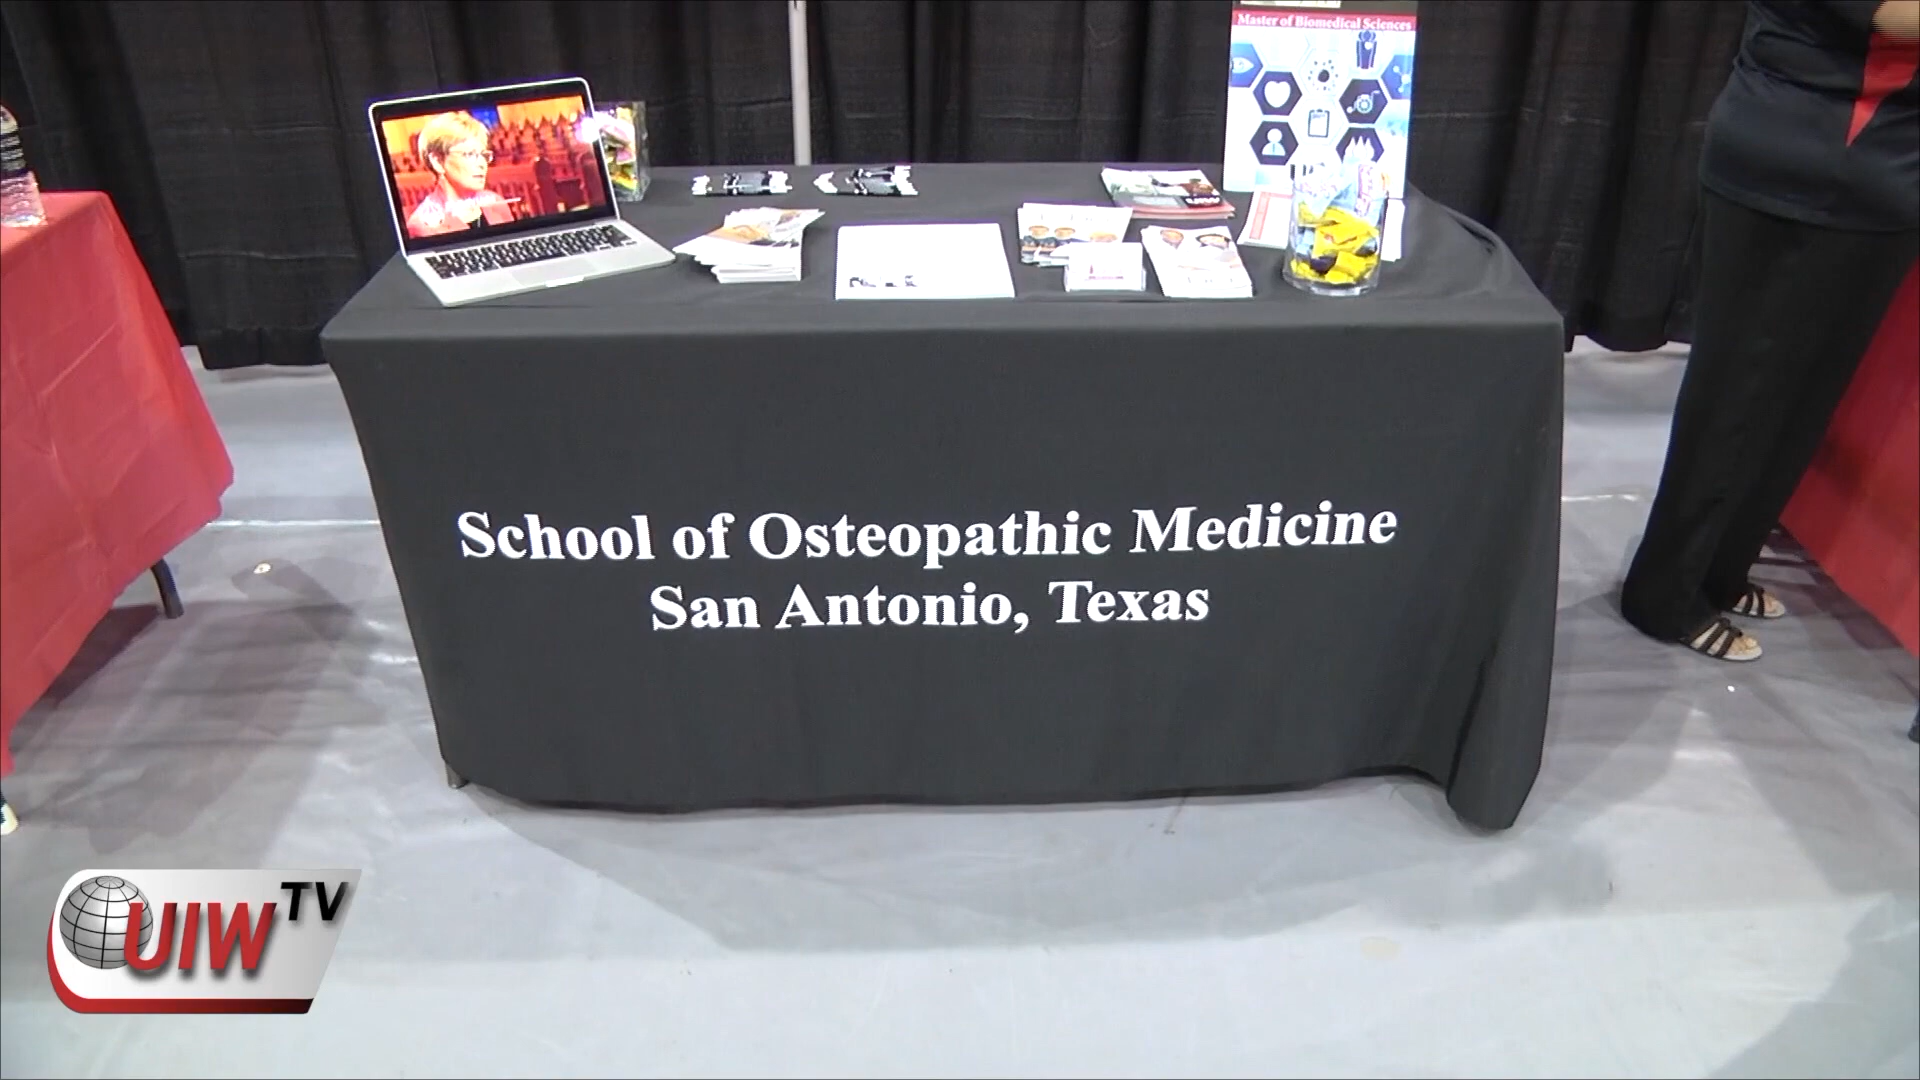 Master of Biomedical Sciences
School of Osteopathic Medicine
San Antonio, Texas
UIW TV